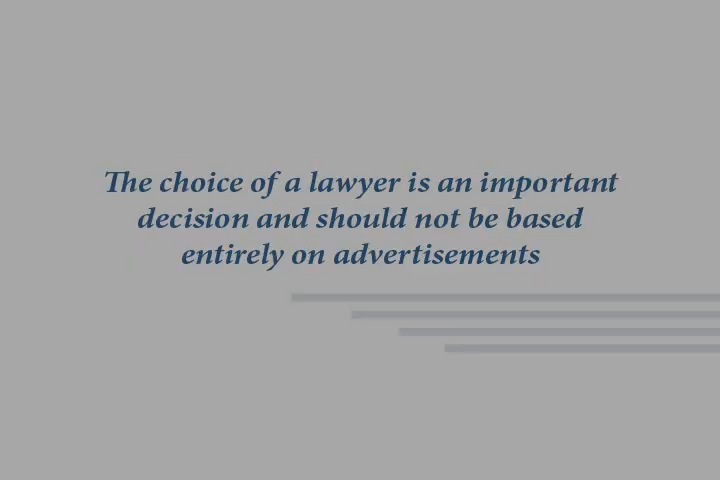 The choice of a lawyer is an important
decision and should not be based
entirely on advertisements